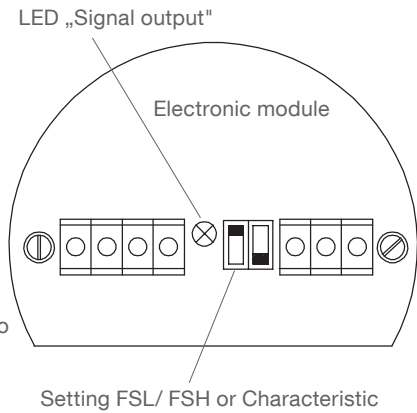 LED „Signal output"
Electronic module
o
Setting FSL/ FSH or Characteristic